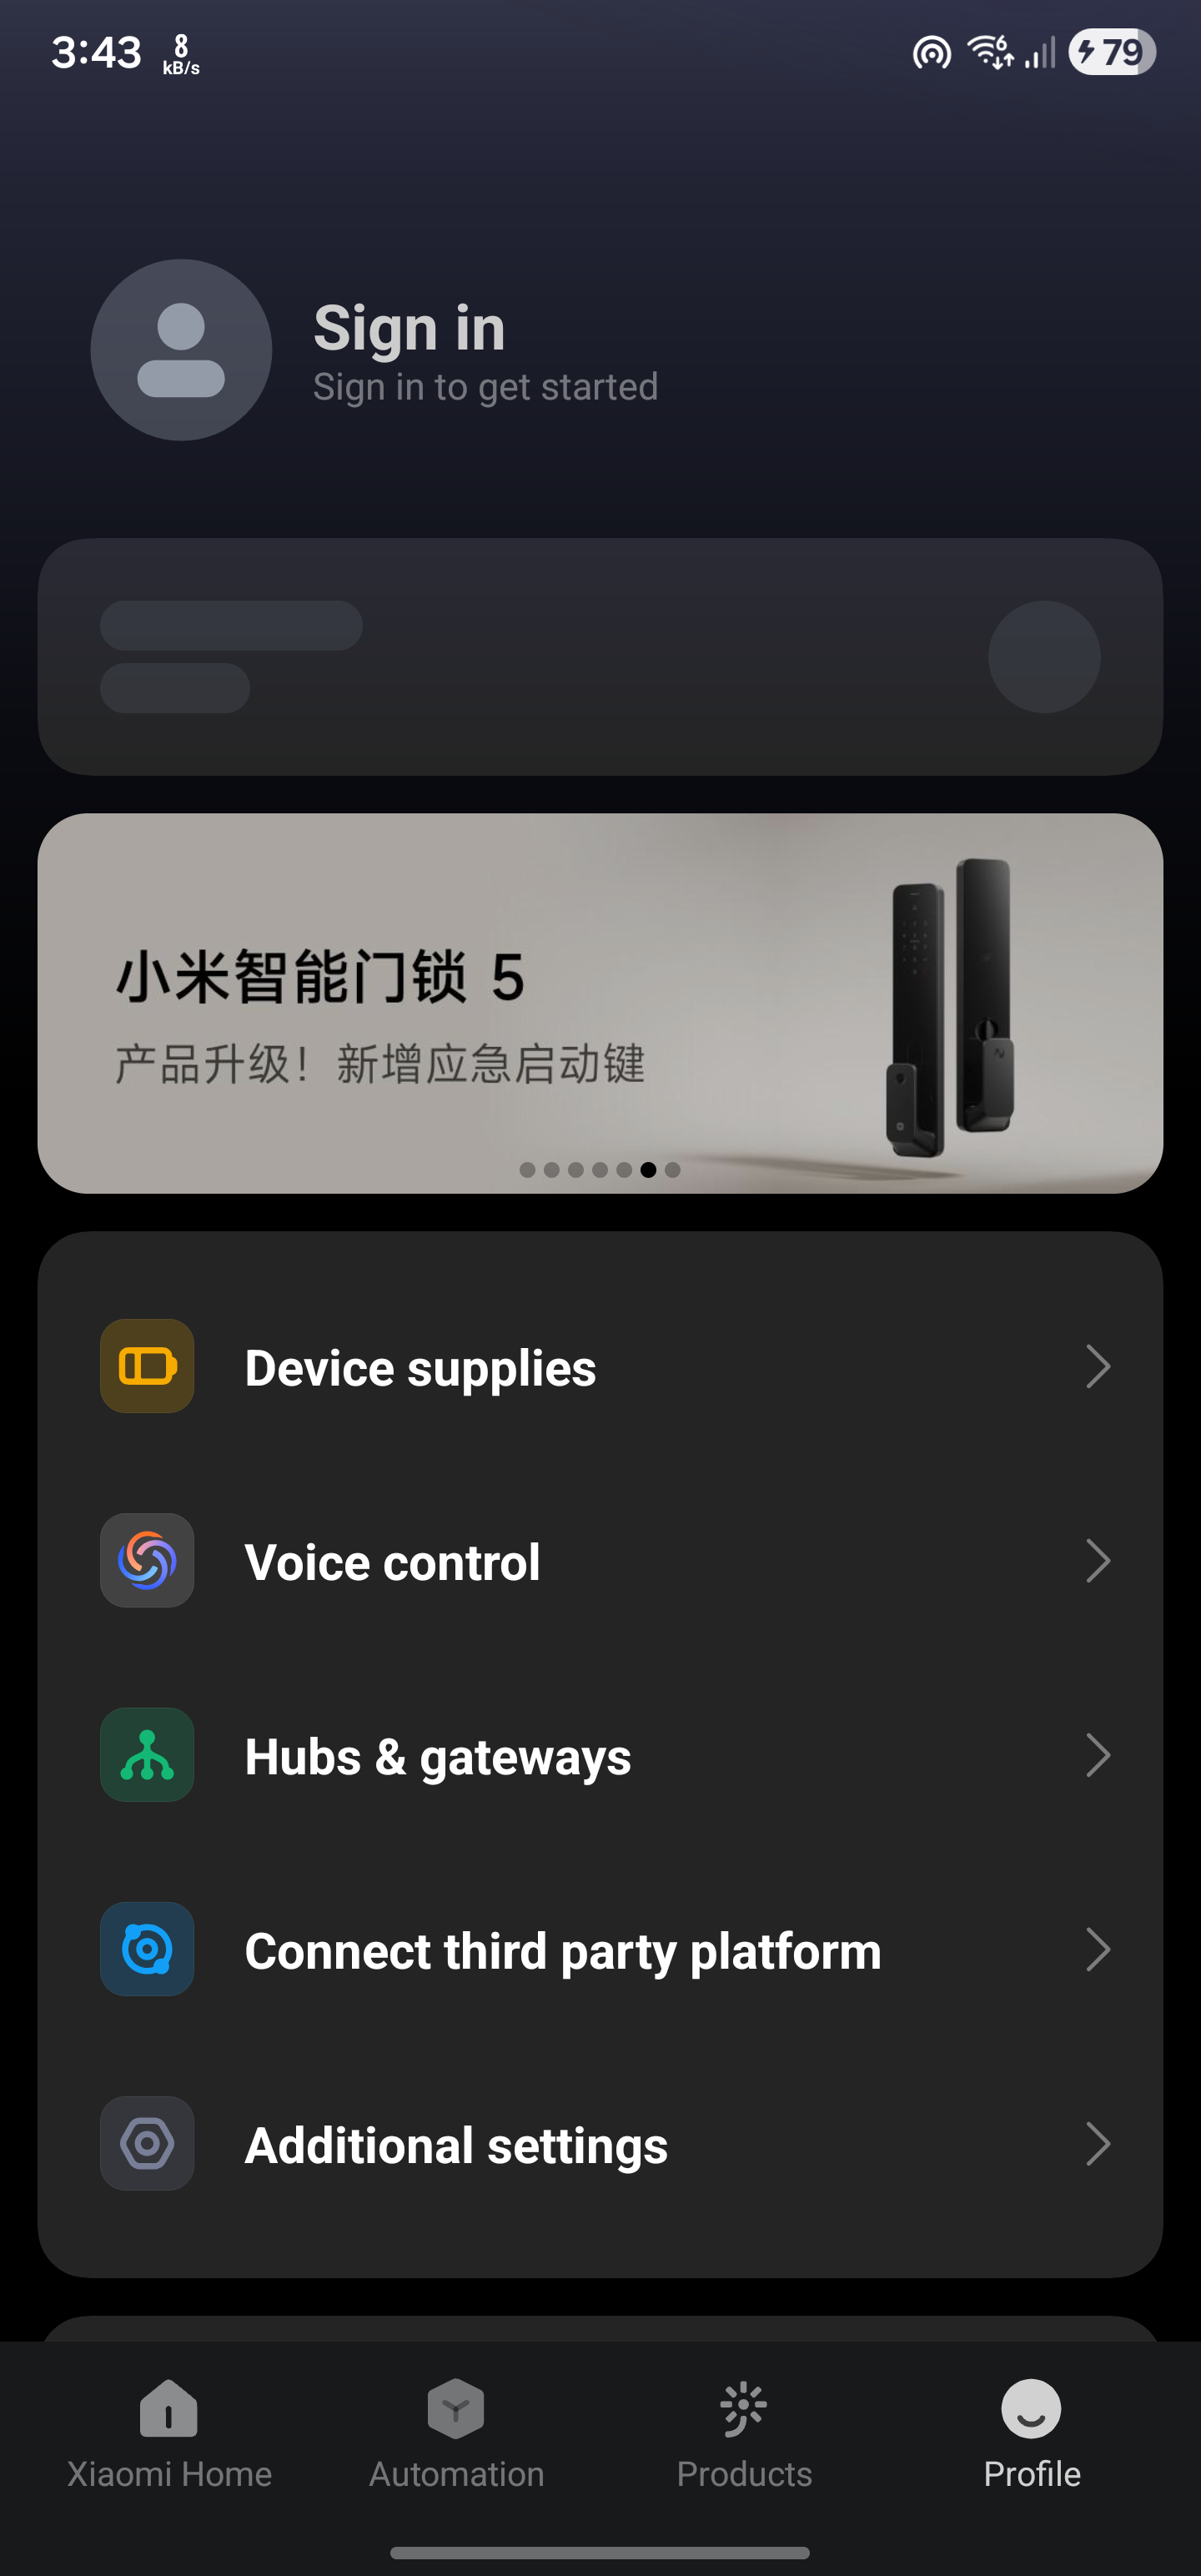 3:43
8
kB/s
6
79
Sign in
Sign in to get started
小米智能门锁 5
产品升级！新增应急启动键
Device supplies
Voice control
Hubs & gateways
Connect third party platform
Additional settings
Xiaomi Home
Automation
Products
Profile